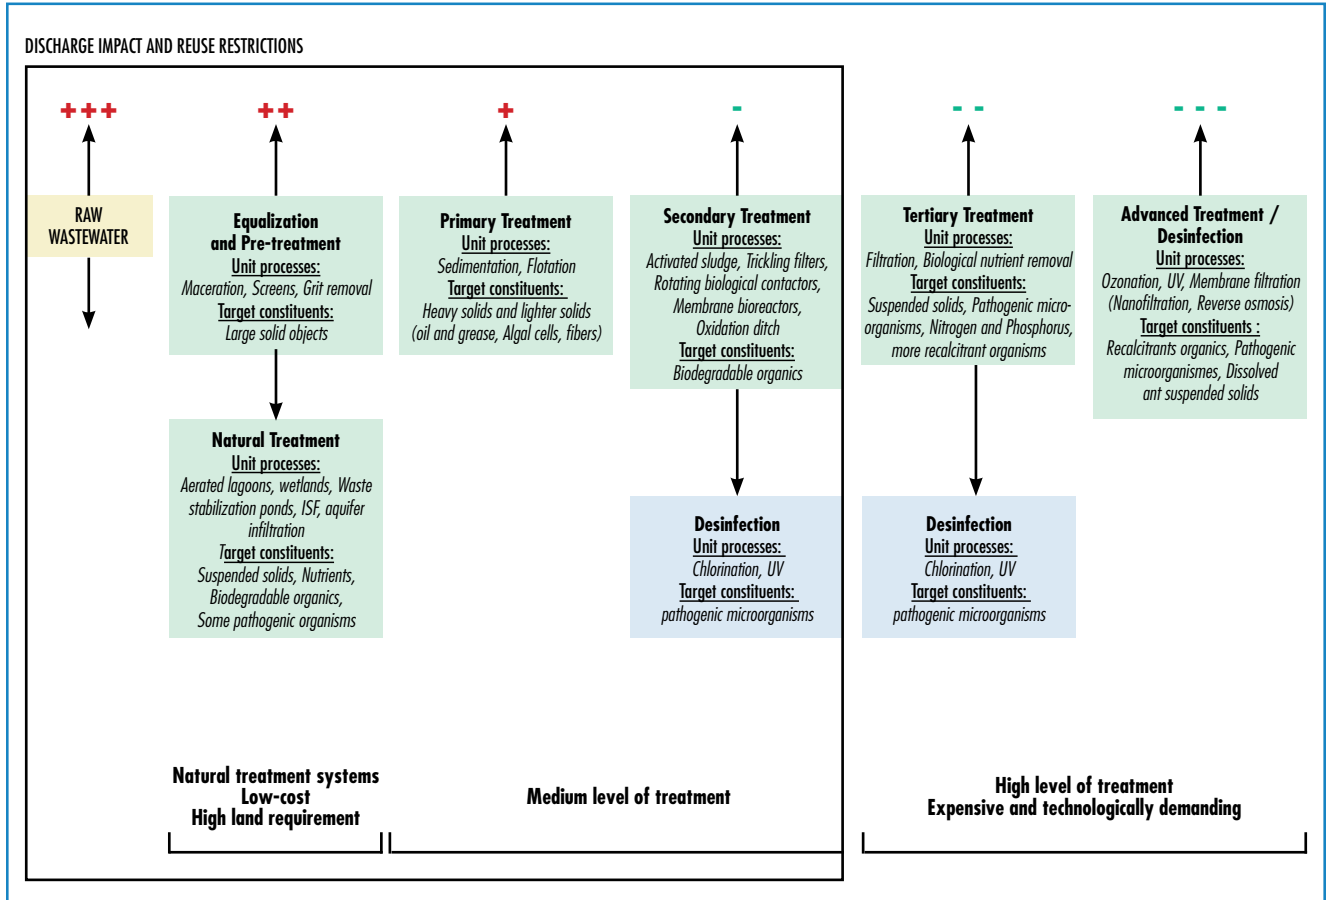 DISCHARGE IMPACT AND REUSE RESTRICTIONS
+++
++
+
-
- -
- - -
RAW
WASTEWATER
Equalization
and Pre-treatment
Unit processes:
Maceration, Screens, Grit removal
Target constituents:
Large solid objects
Primary Treatment
Unit processes:
Sedimentation, Flotation
Target constituents:
Heavy solids and lighter solids
(oil and grease, Algal cells, fibers)
Secondary Treatment
Unit processes:
Activated sludge, Trickling filters,
Rotating biological contactors,
Membrane bioreactors,
Oxidation ditch
Target constituents:
Biodegradable organics
Tertiary Treatment
Unit processes:
Filtration, Biological nutrient removal
Target constituents:
Suspended solids, Pathogenic micro-
organisms, Nitrogen and Phosphorus,
more recalcitrant organisms
Advanced Treatment /
Desinfection
Unit processes:
Ozonation, UV, Membrane filtration
(Nanofiltration, Reverse osmosis)
Target constituents :
Recalcitrants organics, Pathogenic
microorganismes, Dissolved
ant suspended solids
Natural Treatment
Unit processes:
Aerated lagoons, wetlands, Waste
stabilization ponds, ISF, aquifer
infiltration
Target constituents:
Suspended solids, Nutrients,
Biodegradable organics,
Some pathogenic organisms
Desinfection
Unit processes:
Chlorination, UV
Target constituents:
pathogenic microorganisms
Desinfection
Unit processes:
Chlorination, UV
Target constituents:
pathogenic microorganisms
Natural treatment systems
Low-cost
High land requirement
Medium level of treatment
High level of treatment
Expensive and technologically demanding